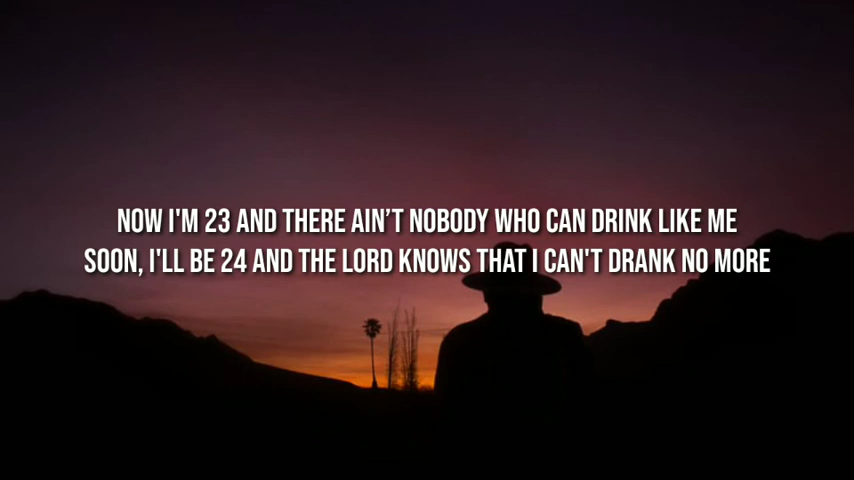 NOW I'M 23 AND THERE AIN’T NOBODY WHO CAN DRINK LIKE ME
SOON, I'LL BE 24 AND THE LORD KNOWS THAT I CAN'T DRANK NO MORE